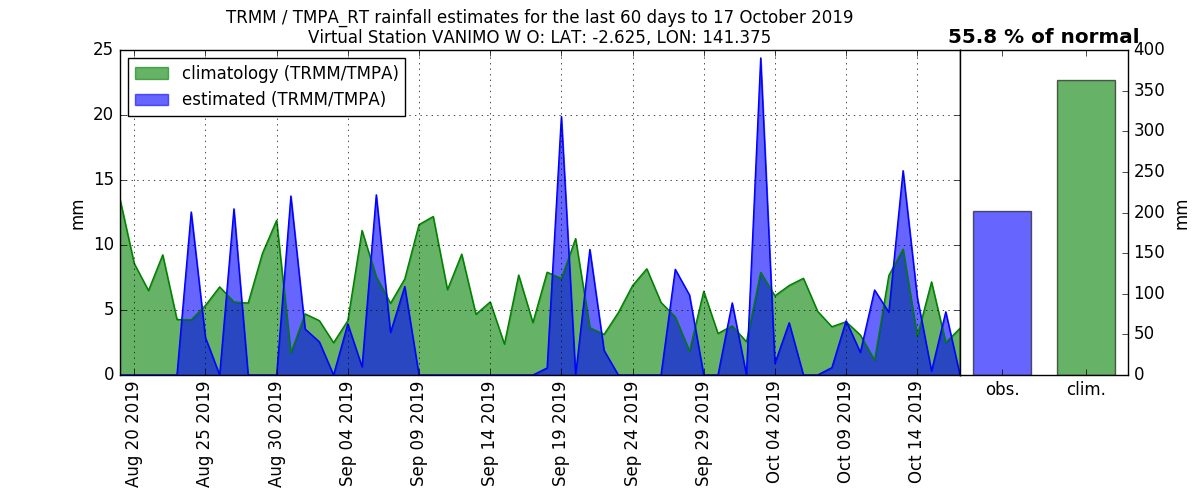 TRMM / TMPA_RT rainfall estimates for the last 60 days to 17 October 2019
Virtual Station VANIMO W O: LAT: -2.625, LON: 141.375
55.8 % of normal
climatology (TRMM/TMPA)
estimated (TRMM/TMPA)
25
20
15
10
5
0
mm
400
350
300
250
200
150
100
50
0
mm
Aug 20 2019
Aug 25 2019
Aug 30 2019
Sep 04 2019
Sep 09 2019
Sep 14 2019
Sep 19 2019
Sep 24 2019
Sep 29 2019
Oct 04 2019
Oct 09 2019
Oct 14 2019
obs.
clim.